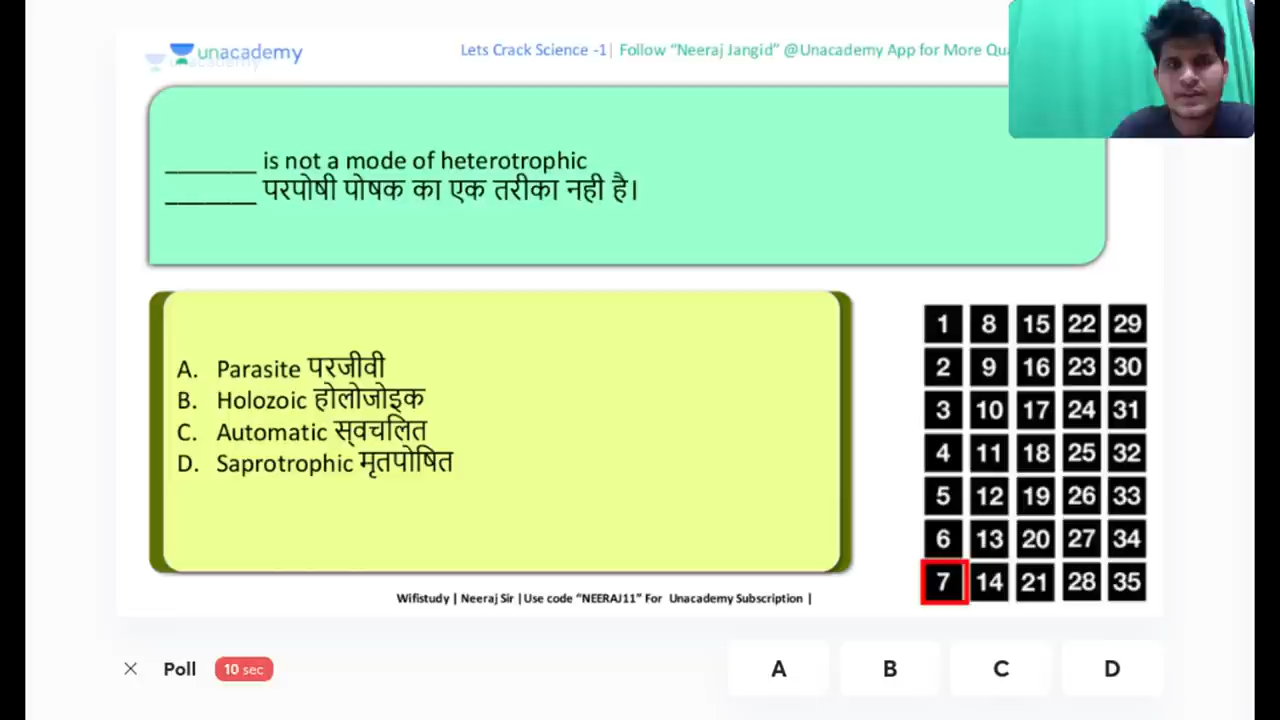 unacademy
Lets Crack Science -1| Follow “Neeraj Jangid” @Unacademy App for More
_______ is not a mode of heterotrophic
_______ परपोषी पोषक का एक तरीका नही है।
A. Parasite परजीवी
B. Holozoic होलोजोइक
C. Automatic स्वचलित
D. Saprotrophic मृतपोषित
1 8 15 22 29
2 9 16 23 30
3 10 17 24 31
4 11 18 25 32
5 12 19 26 33
6 13 20 27 34
7 14 21 28 35
Wifistudy | Neeraj Sir | Use code “NEERAJ11” For Unacademy Subscription |
Poll 10 sec A B C D